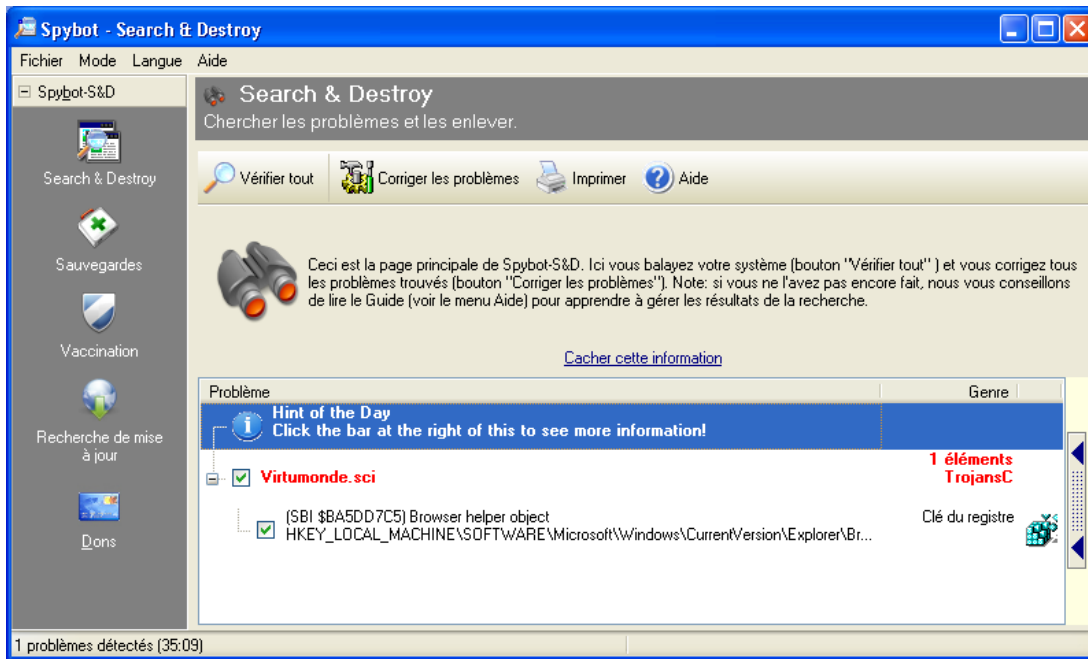 Spybot - Search & Destroy
Fichier Mode Langue Aide
Spybot-S&D
Search & Destroy
Sauvegardes
Vaccination
Recherche de mise
à jour
Dons
Search & Destroy
Chercher les problèmes et les enlever.
Vérifier tout
Corriger les problèmes
Imprimer
Aide
Ceci est la page principale de Spybot-S&D. Ici vous balayez votre système (bouton "Vérifier tout" ) et vous corrigez tous
les problèmes trouvés (bouton "Corriger les problèmes"). Note: si vous ne l'avez pas encore fait, nous vous conseillons
de lire le Guide (voir le menu Aide) pour apprendre à gérer les résultats de la recherche.
Cacher cette information
Problème Genre
Hint of the Day
Click the bar at the right of this to see more information!
Virtumonde.sci
1 éléments
TrojansC
(SBI $BA5DD7C5) Browser helper object
HKEY_LOCAL_MACHINE\SOFTWARE\Microsoft\Windows\CurrentVersion\Explorer\Br...
Clé du registre
1 problèmes détectés (35:09)